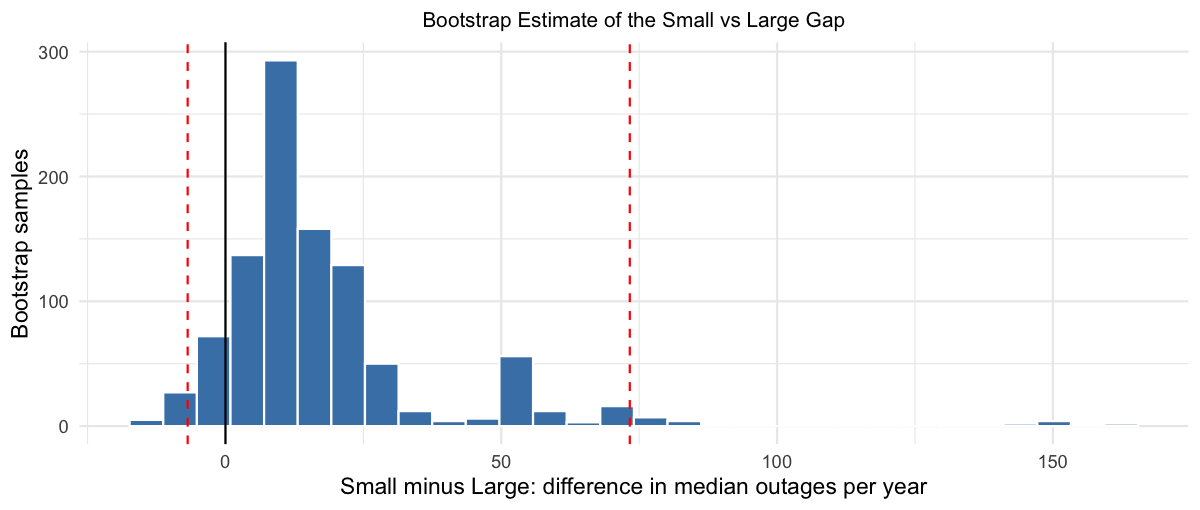 Bootstrap Estimate of the Small vs Large Gap
Bootstrap samples
300
200
100
0
0 50 100 150
Small minus Large: difference in median outages per year